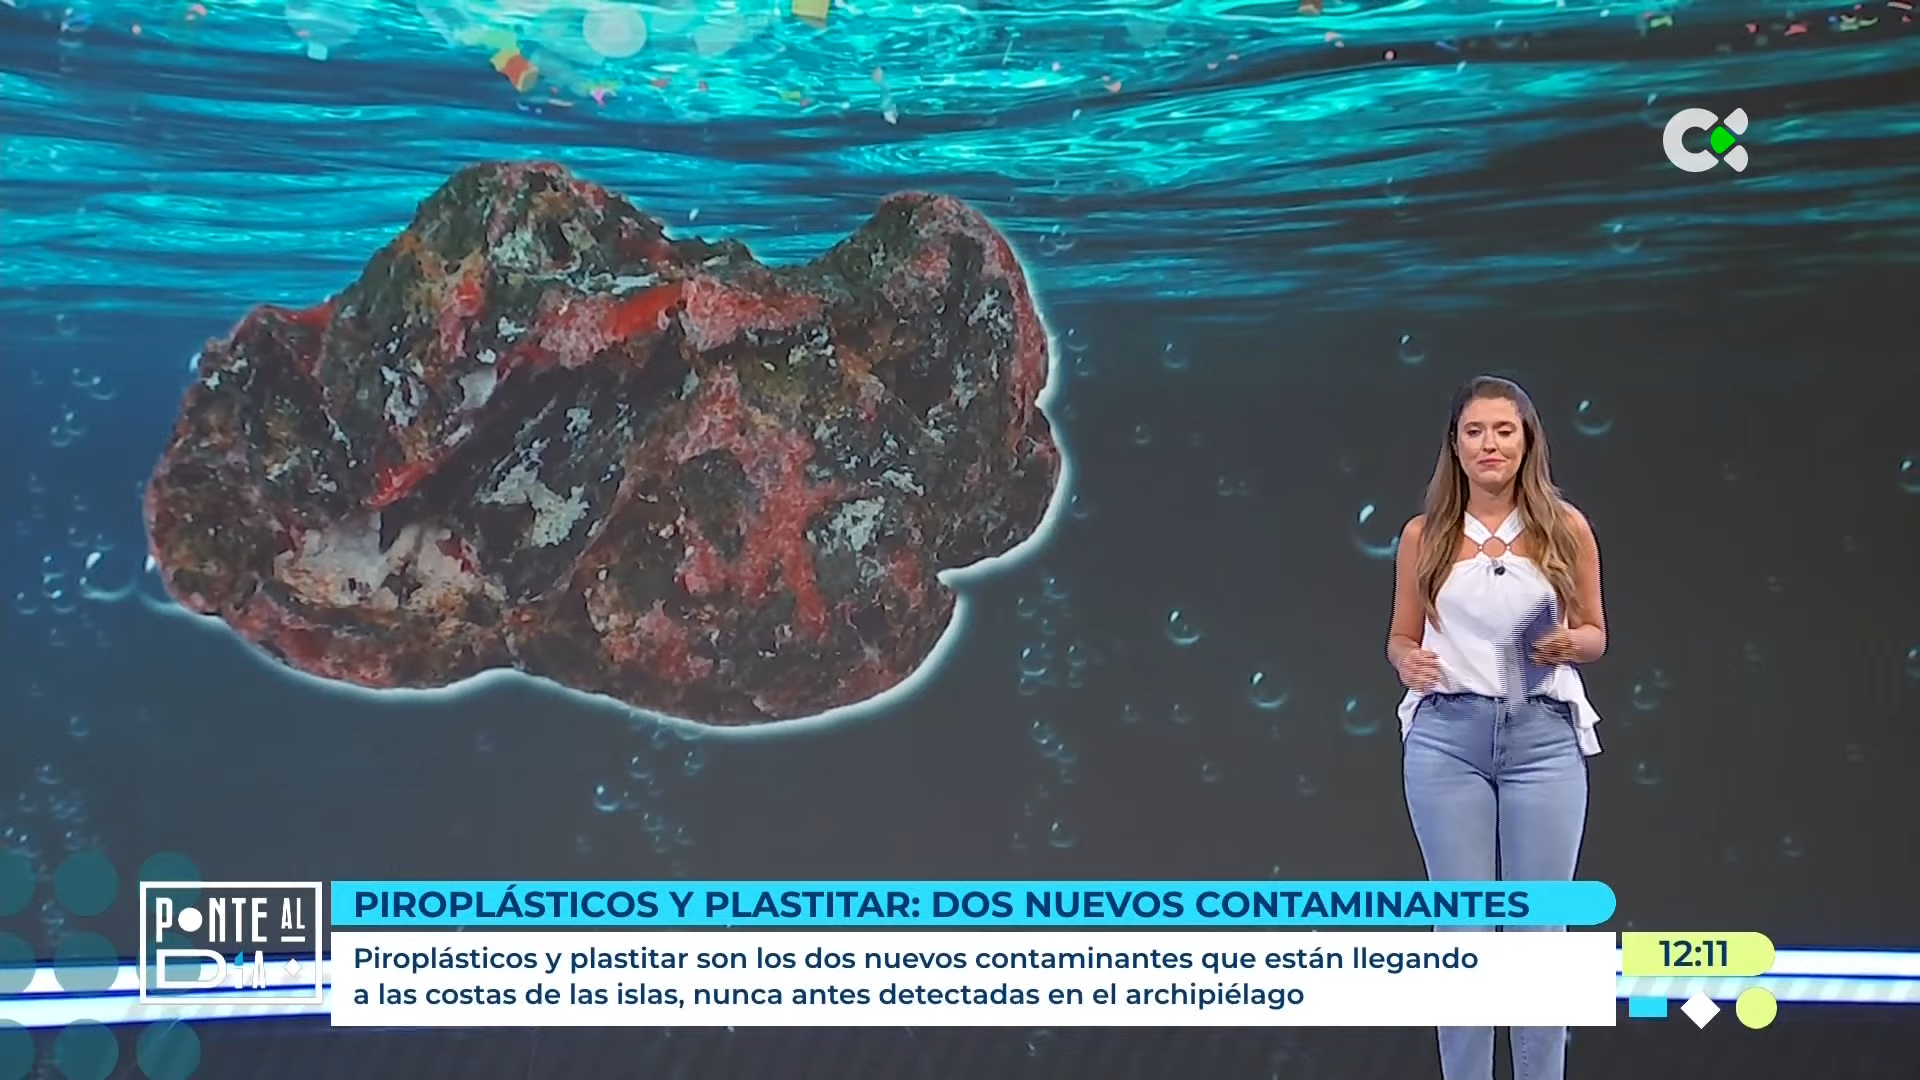 PIROPLÁSTICOS Y PLASTITAR: DOS NUEVOS CONTAMINANTES
Piroplásticos y plastitar son los dos nuevos contaminantes que están llegando
a las costas de las islas, nunca antes detectadas en el archipiélago
PONTE AL
DÍA
12:11